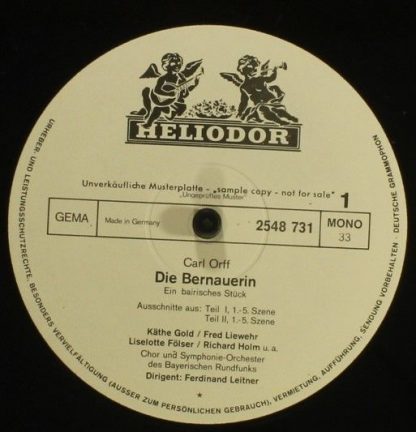 HELIODOR
Unverkäufliche Musterplatte - „sample copy - not for sale"
"Ungeprüftes Muster"
1
GEMA
Made in Germany
2548 731
MONO
33
Carl Orff
Die Bernauerin
Ein bairisches Stück
Ausschnitte aus: Teil I, 1.-5. Szene
Teil II, 1.-5. Szene
Käthe Gold / Fred Liewehr
Liselotte Fölser / Richard Holm u. a.
Chor und Symphonie-Orchester
des Bayerischen Rundfunks
Dirigent: Ferdinand Leitner
URHEBER- UND LEISTUNGSSCHUTZRECHTE, BESONDERS VERVIELFÄLTIGUNG (AUSSER ZUM PERSÖNLICHEN GEBRAUCH), VERMIETUNG, AUFFÜHRUNG, SENDUNG VORBEHALTEN · DEUTSCHE GRAMMOPHON